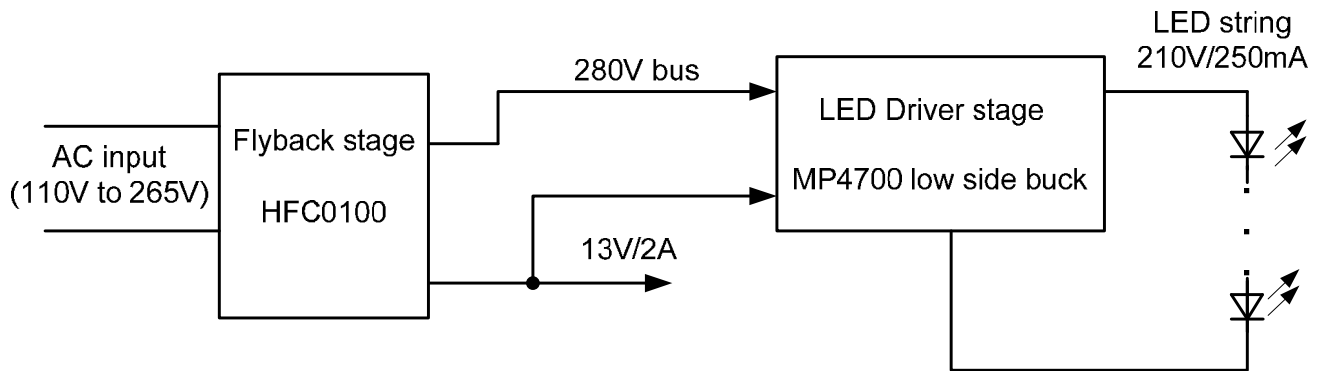 AC input
(110V to 265V)
Flyback stage
HFC0100
280V bus
13V/2A
LED Driver stage
MP4700 low side buck
LED string
210V/250mA